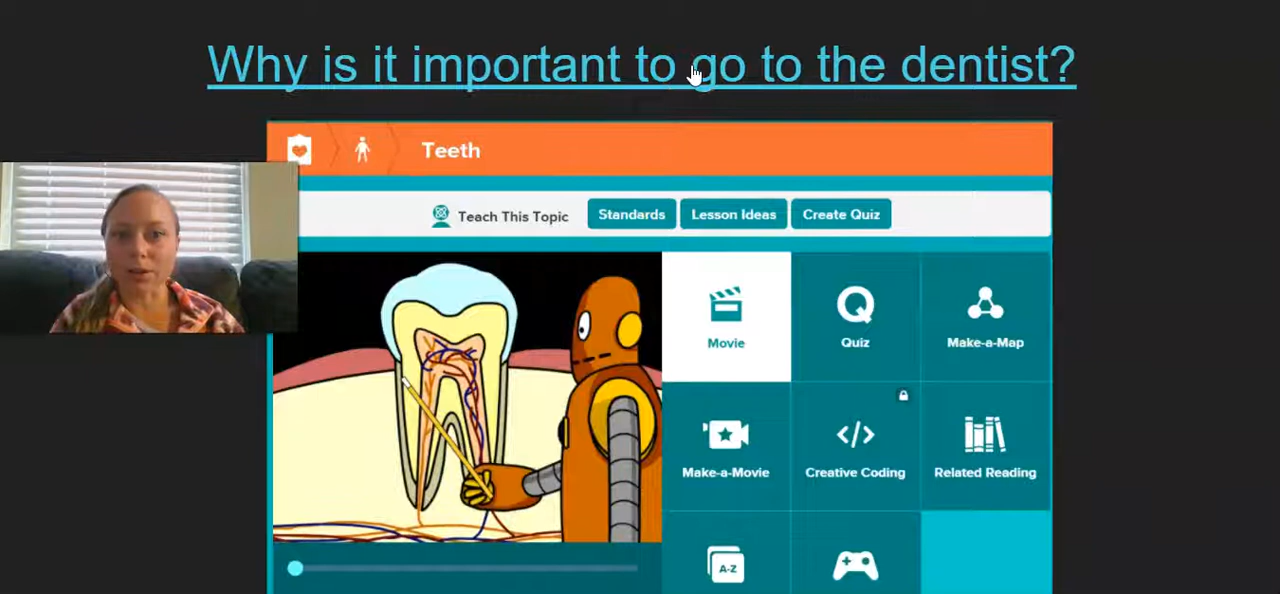 Why is it important to go to the dentist?
Teeth
Teach This Topic Standards Lesson Ideas Create Quiz
Movie Quiz Make-a-Map
Make-a-Movie Creative Coding Related Reading
A-Z